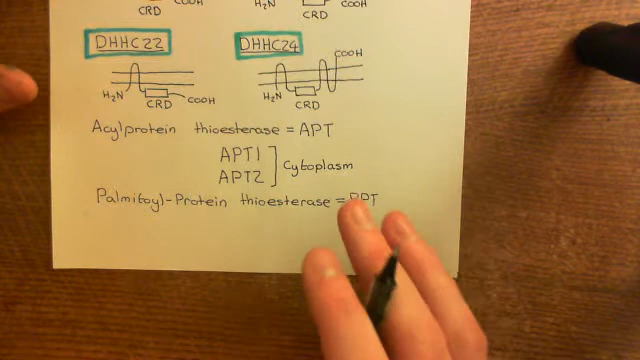 CRD COOH H₂N CRD COOH
DHHC22 DHHC24
COOH
H₂N CRD COOH H₂N CRD
Acylprotein thioesterase = APT
APT1
APT2 ] Cytoplasm
Palmitoyl-Protein thioesterase = PPT